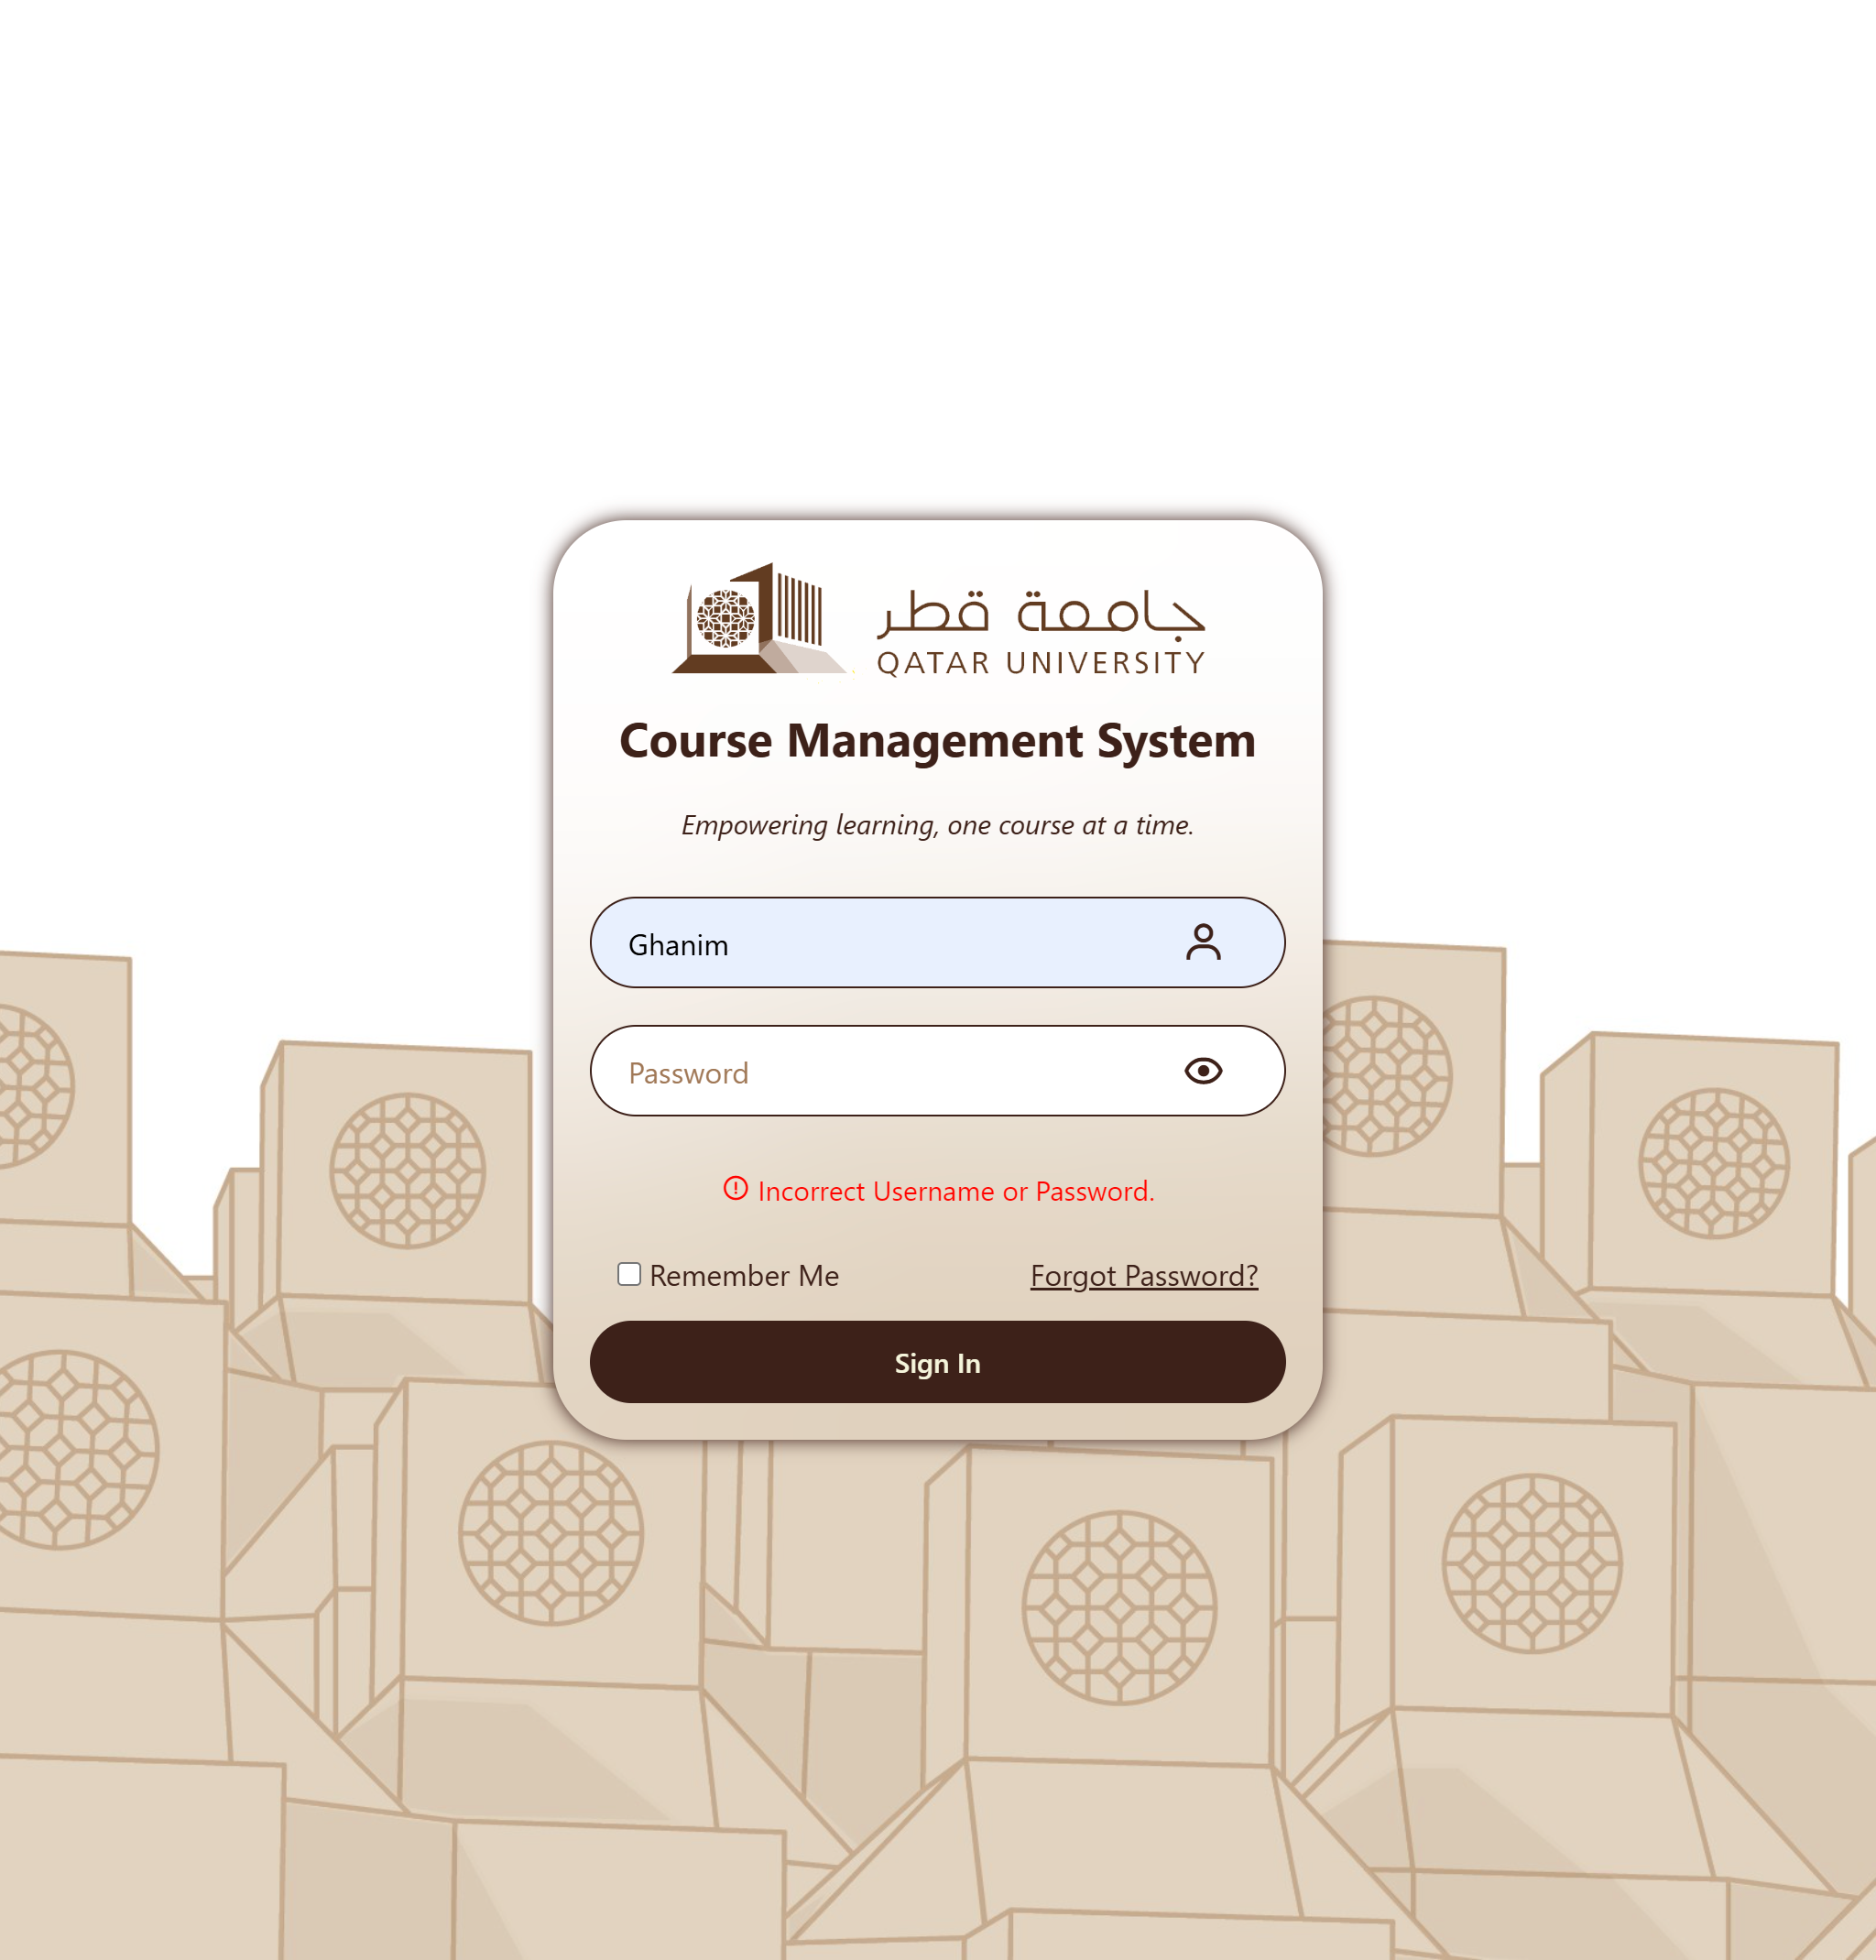 جامعة قطر
QATAR UNIVERSITY
Course Management System
Empowering learning, one course at a time.
Ghanim
Password
Incorrect Username or Password.
Remember Me
Forgot Password?
Sign In